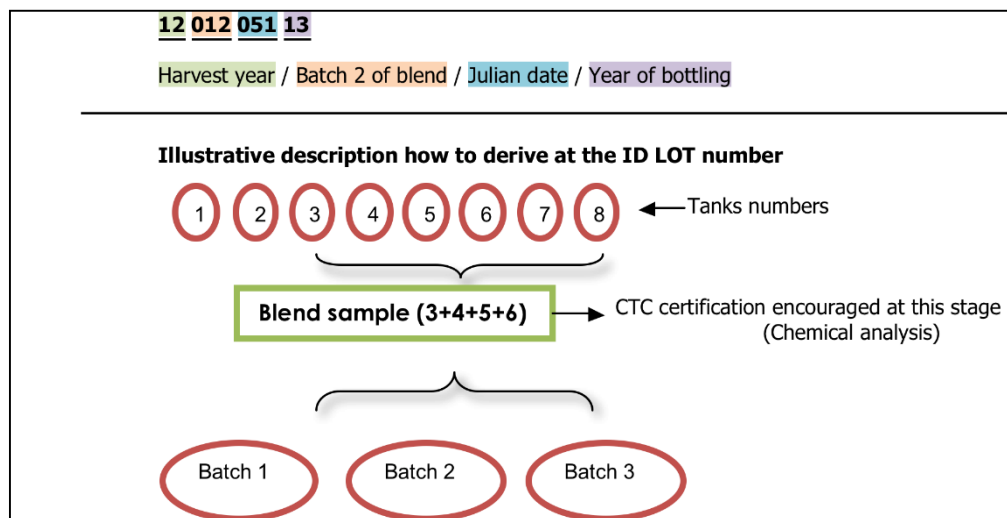 12 012 051 13
Harvest year / Batch 2 of blend / Julian date / Year of bottling
Illustrative description how to derive at the ID LOT number
1 2 3 4 5 6 7 8 Tanks numbers
Blend sample (3+4+5+6) CTC certification encouraged at this stage
(Chemical analysis)
Batch 1 Batch 2 Batch 3